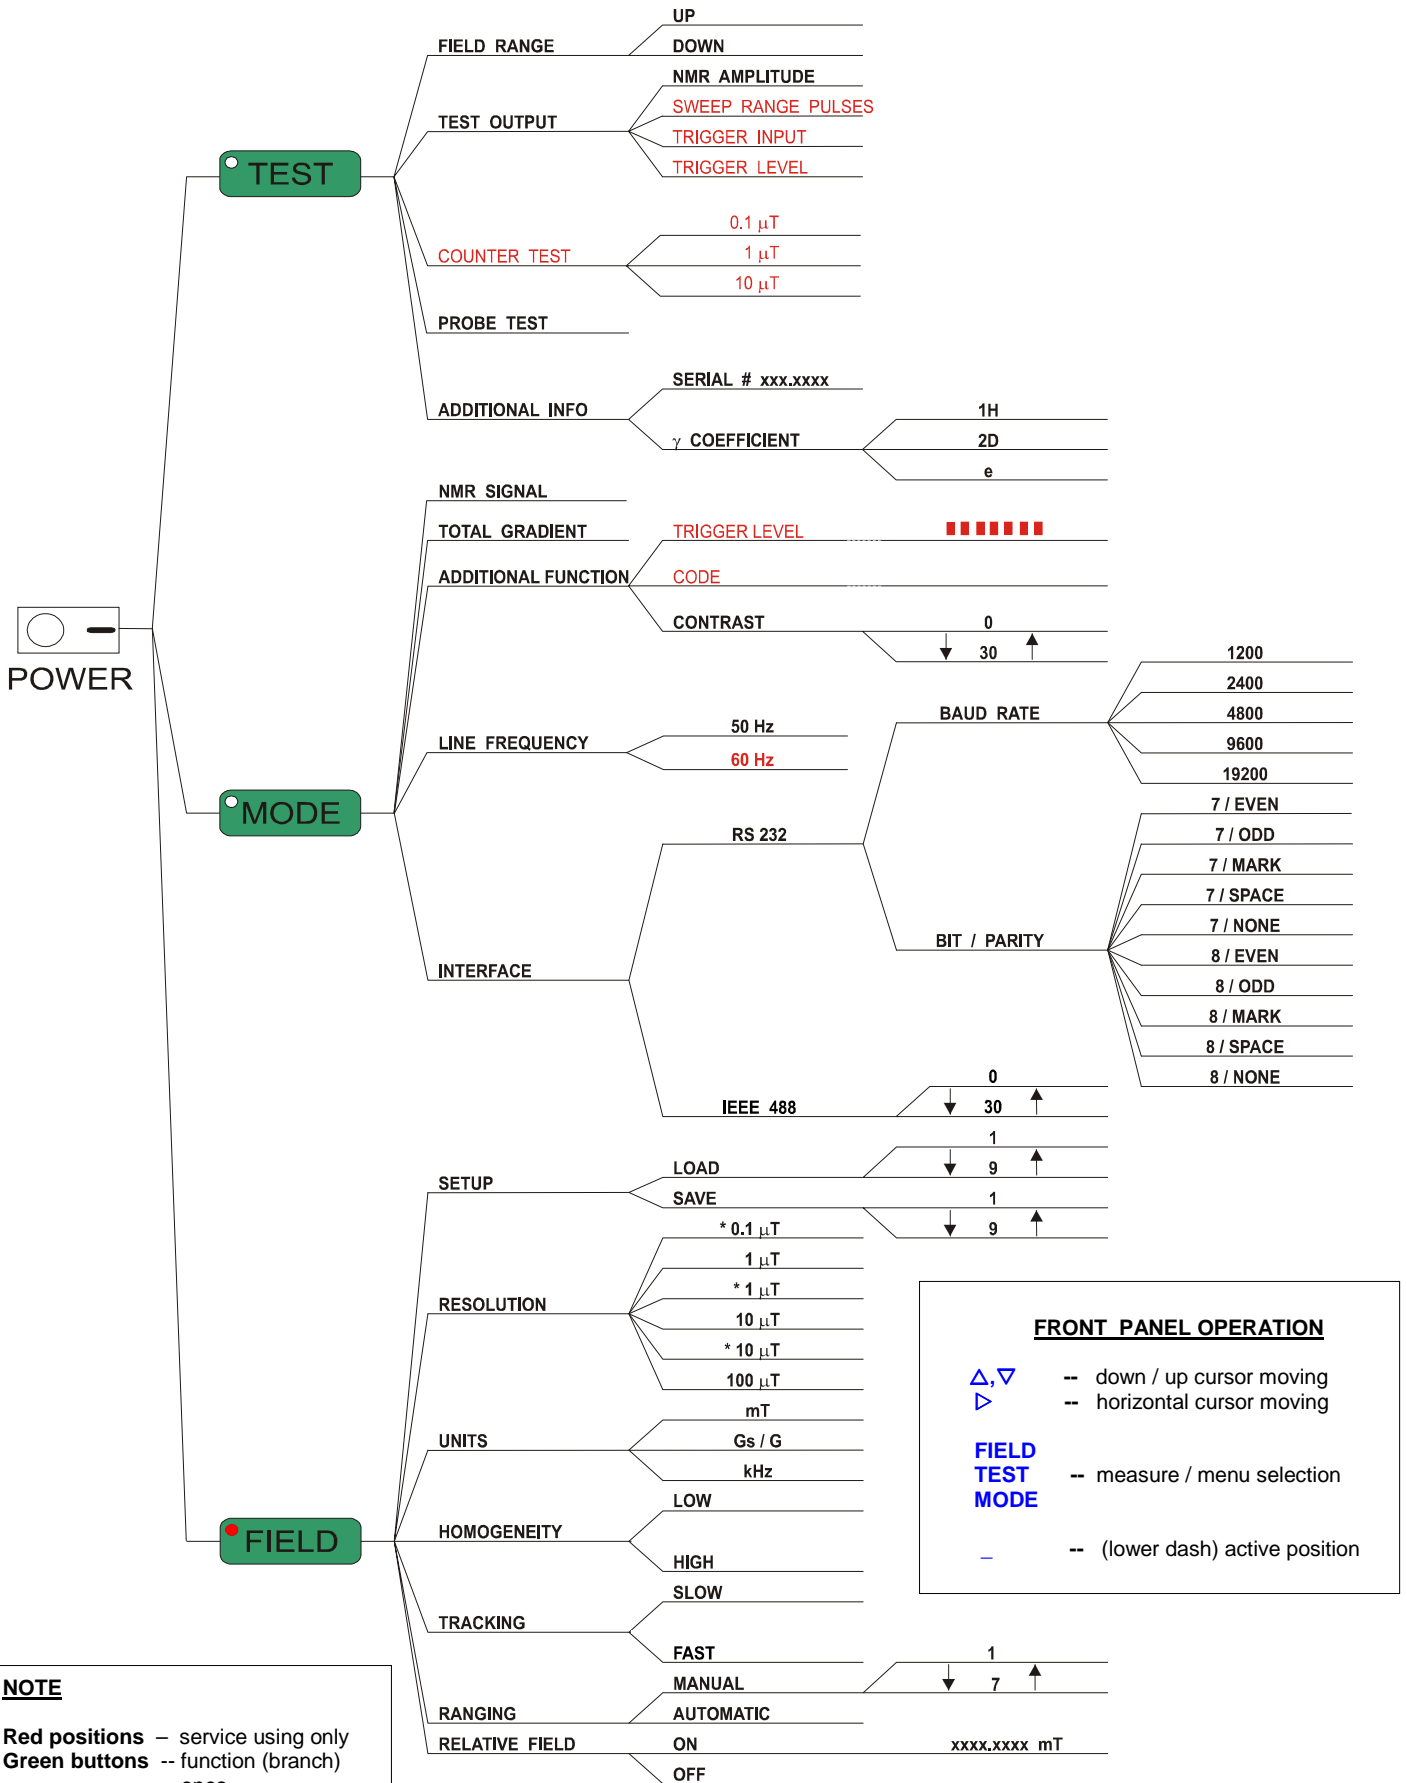 UP
FIELD RANGE
DOWN
NMR AMPLITUDE
SWEEP RANGE PULSES
TEST OUTPUT
TRIGGER INPUT
TRIGGER LEVEL
TEST
0.1 µT
COUNTER TEST
1 µT
10 µT
PROBE TEST
SERIAL # xxx.xxxx
ADDITIONAL INFO
1H
γ COEFFICIENT
2D
e
NMR SIGNAL
TOTAL GRADIENT
TRIGGER LEVEL
ADDITIONAL FUNCTION
CODE
CONTRAST
0
30
POWER
1200
2400
BAUD RATE
4800
9600
19200
50 Hz
LINE FREQUENCY
60 Hz
MODE
RS 232
7 / EVEN
7 / ODD
7 / MARK
7 / SPACE
7 / NONE
BIT / PARITY
8 / EVEN
8 / ODD
8 / MARK
8 / SPACE
8 / NONE
INTERFACE
0
IEEE 488
30
SETUP
LOAD
1
9
SAVE
1
9
* 0.1 µT
1 µT
* 1 µT
RESOLUTION
10 µT
* 10 µT
100 µT
mT
UNITS
Gs / G
kHz
LOW
HOMOGENEITY
HIGH
FIELD
SLOW
TRACKING
FAST
MANUAL
1
7
RANGING
AUTOMATIC
RELATIVE FIELD
ON
xxxx.xxxx mT
OFF
FRONT PANEL OPERATION
△,▽ -- down / up cursor moving
▷ -- horizontal cursor moving
FIELD
TEST -- measure / menu selection
MODE
_ -- (lower dash) active position
NOTE
Red positions – service using only
Green buttons -- function (branch)